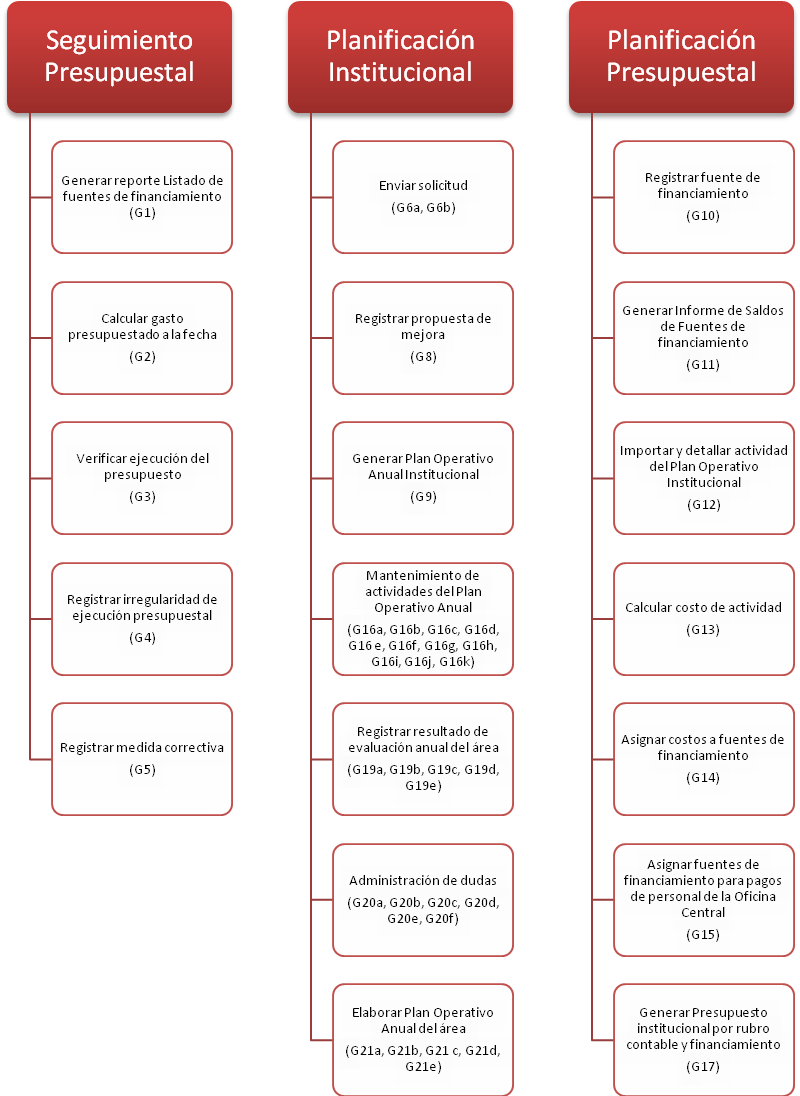 Seguimiento
Presupuestal
Generar reporte Listado de
fuentes de financiamiento
(G1)
Calcular gasto
presupuestado a la fecha
(G2)
Verificar ejecución del
presupuesto
(G3)
Registrar irregularidad de
ejecución presupuestal
(G4)
Registrar medida correctiva
(G5)
Planificación
Institucional
Enviar solicitud
(G6a, G6b)
Registrar propuesta de
mejora
(G8)
Generar Plan Operativo
Anual Institucional
(G9)
Mantenimiento de
actividades del Plan
Operativo Anual
(G16a, G16b, G16c, G16d,
G16 e, G16f, G16g, G16h,
G16i, G16j, G16k)
Registrar resultado de
evaluación anual del área
(G19a, G19b, G19c, G19d,
G19e)
Administración de dudas
(G20a, G20b, G20c, G20d,
G20e, G20f)
Elaborar Plan Operativo
Anual del área
(G21a, G21b, G21 c, G21d,
G21e)
Planificación
Presupuestal
Registrar fuente de
financiamiento
(G10)
Generar Informe de Saldos
de Fuentes de
financiamiento
(G11)
Importar y detallar actividad
del Plan Operativo
Institucional
(G12)
Calcular costo de actividad
(G13)
Asignar costos a fuentes de
financiamiento
(G14)
Asignar fuentes de
financiamiento para pagos
de personal de la Oficina
Central
(G15)
Generar Presupuesto
institucional por rubro
contable y financiamiento
(G17)